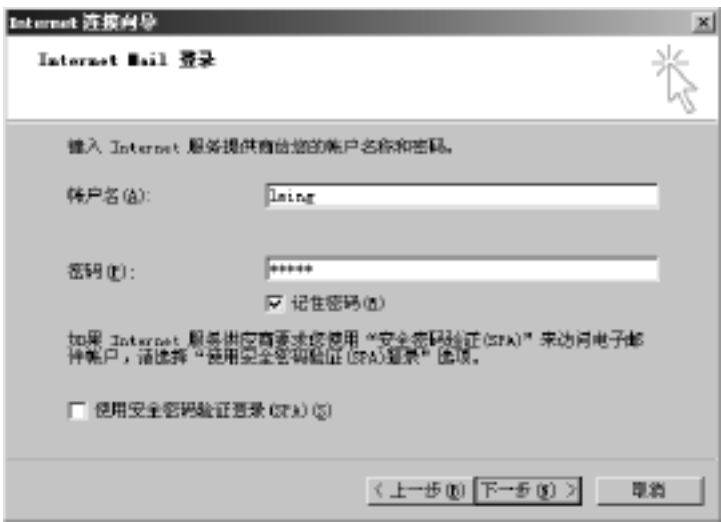 Internet 连接向导
Internet Mail 登录
键入 Internet 服务提供商给您的帐户名称和密码。
帐户名(A):
lsing
密码(P):
*****
记住密码(W)
如果 Internet 服务供应商要求您使用“安全密码验证(SPA)”来访问电子邮
件帐户，请选择“使用安全密码验证(SPA)登录”选项。
使用安全密码验证登录(SPA)(S)
< 上一步(B)
下一步(N) >
取消